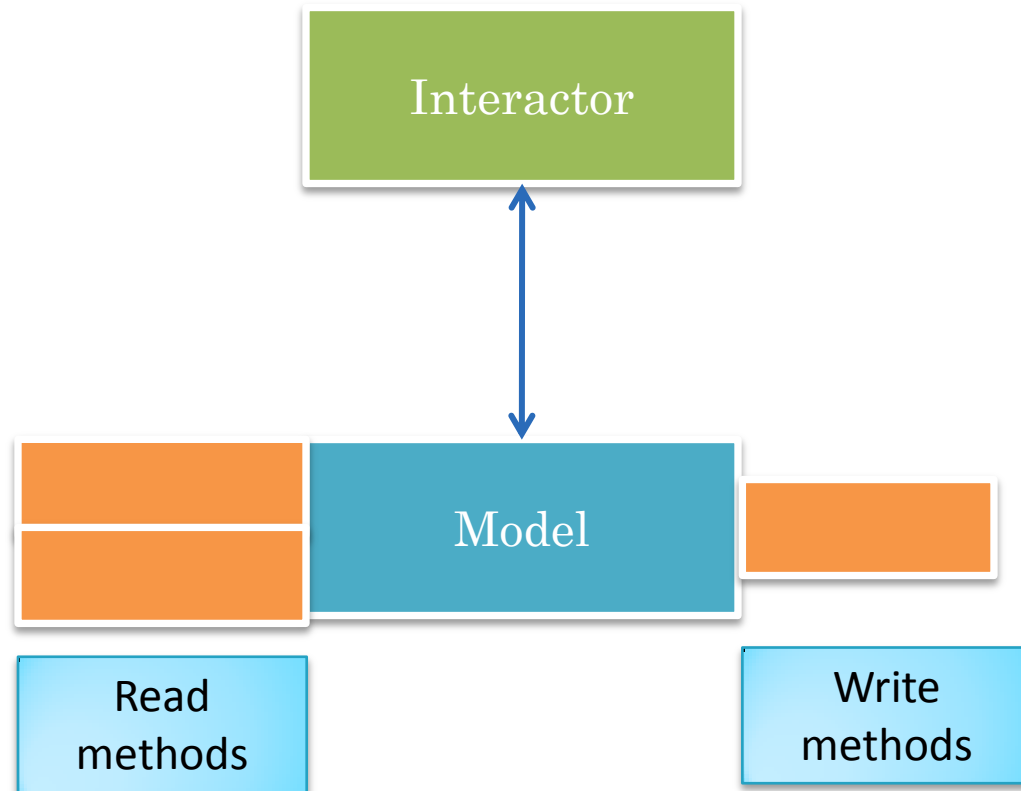 Interactor
Model
Read
methods
Write
methods